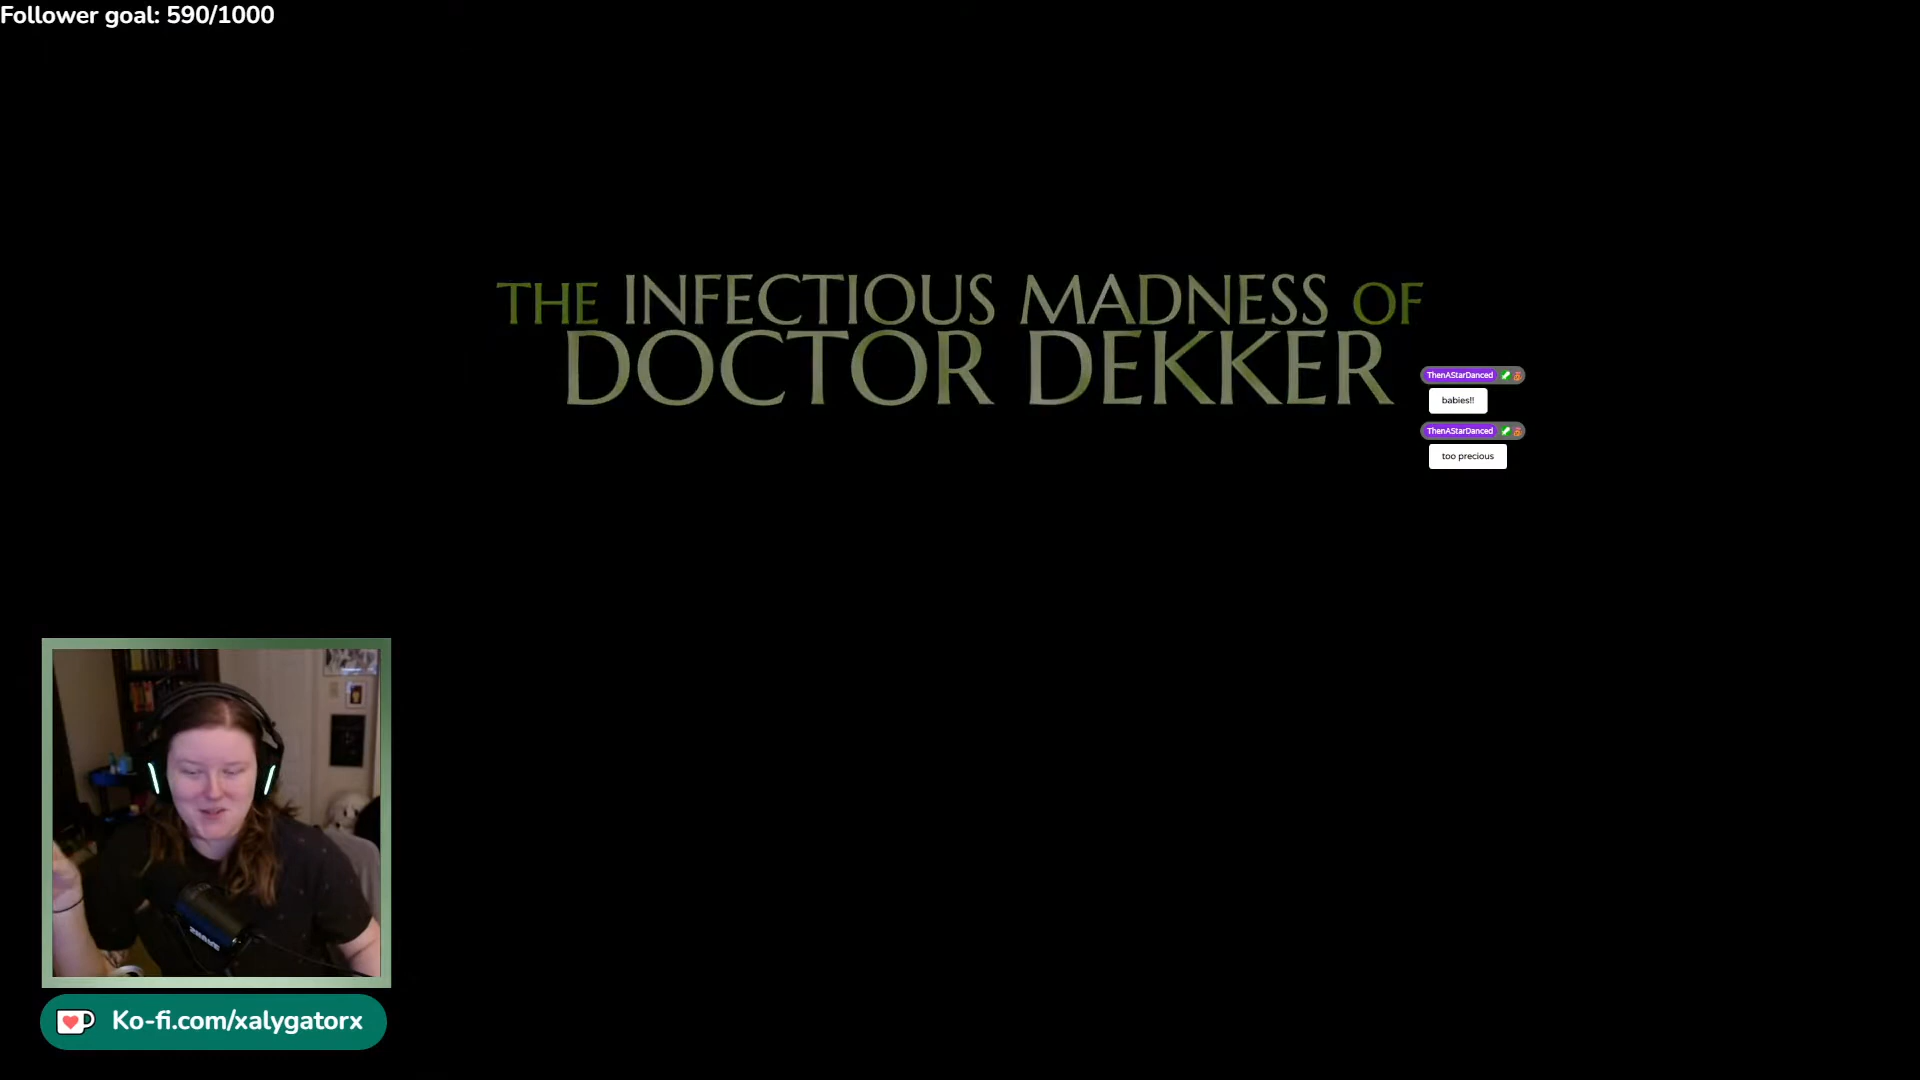 Follower goal: 590/1000
THE INFECTIOUS MADNESS OF
DOCTOR DEKKER
ThenAStarDanced
babies!!
ThenAStarDanced
too precious
Ko-fi.com/xalygatorx